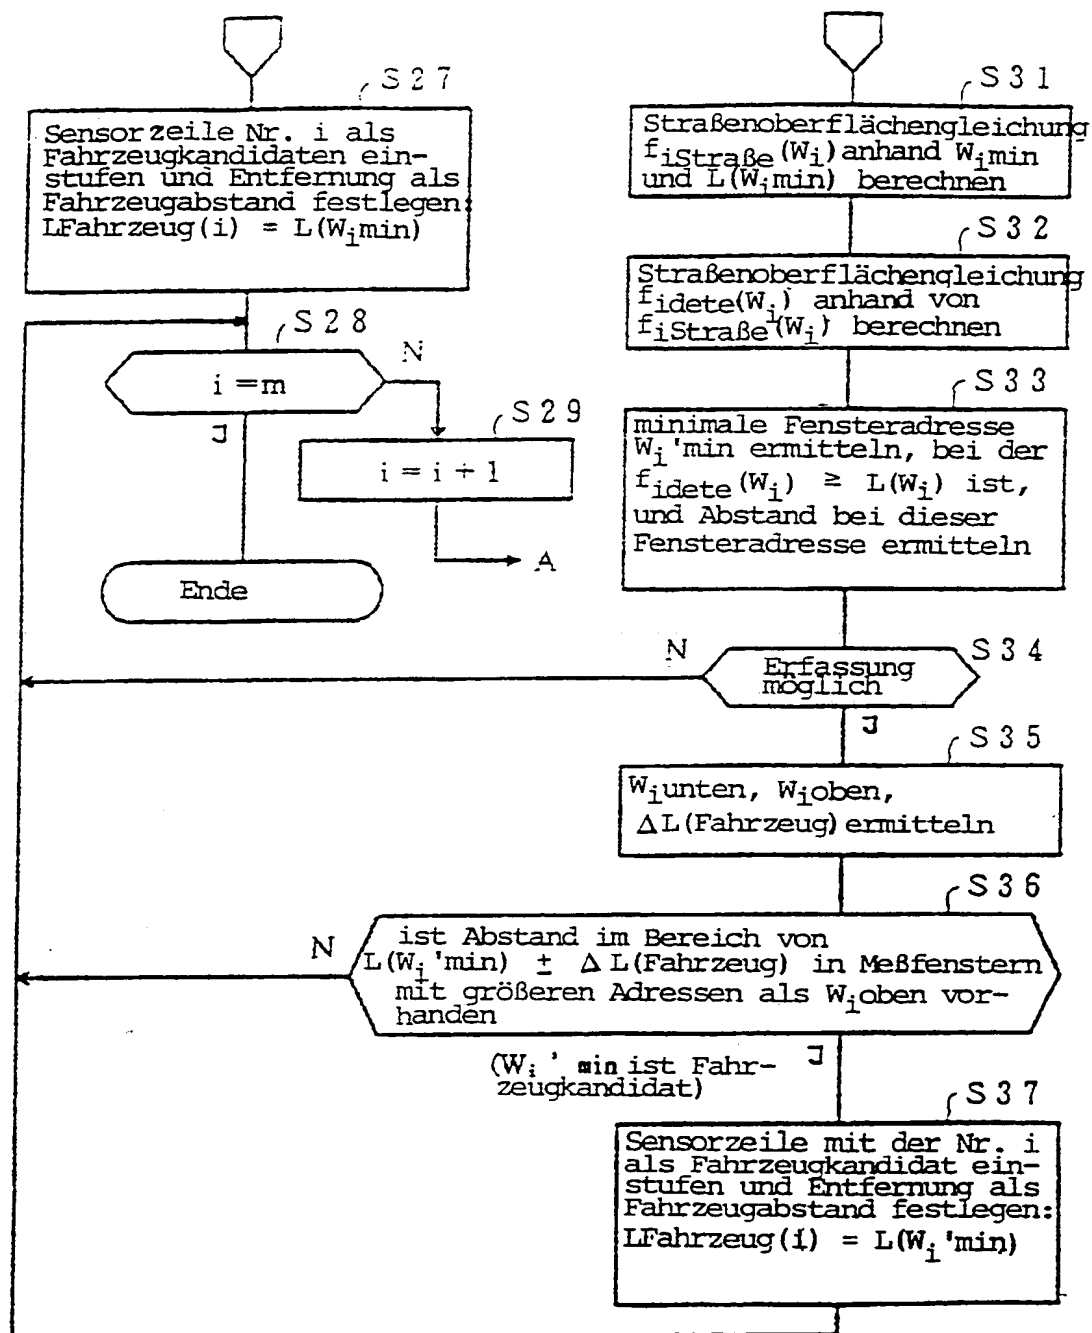 S27
Sensorzeile Nr. i als
Fahrzeugkandidaten ein-
stufen und Entfernung als
Fahrzeugabstand festlegen:
LFahrzeug(i) = L(Wimin)
S28
i = m
N
J
S29
i = i + 1
A
Ende
S31
Straßenoberflächengleichung
fiStraße(Wi) anhand Wimin
und L(Wimin) berechnen
S32
Straßenoberflächengleichung
fidete(Wi) anhand von
fiStraße(Wi) berechnen
S33
minimale Fensteradresse
Wi'min ermitteln, bei der
fidete(Wi) ≥ L(Wi) ist,
und Abstand bei dieser
Fensteradresse ermitteln
S34
N
Erfassung
möglich
J
S35
Wiunten, Wioben,
ΔL(Fahrzeug) ermitteln
S36
N
ist Abstand im Bereich von
L(Wi'min) ± ΔL(Fahrzeug) in Meßfenstern
mit größeren Adressen als Wioben vor-
handen
J
(Wi'min ist Fahr-
zeugkandidat)
S37
Sensorzeile mit der Nr. i
als Fahrzeugkandidat ein-
stufen und Entfernung als
Fahrzeugabstand festlegen:
LFahrzeug(i) = L(Wi'min)